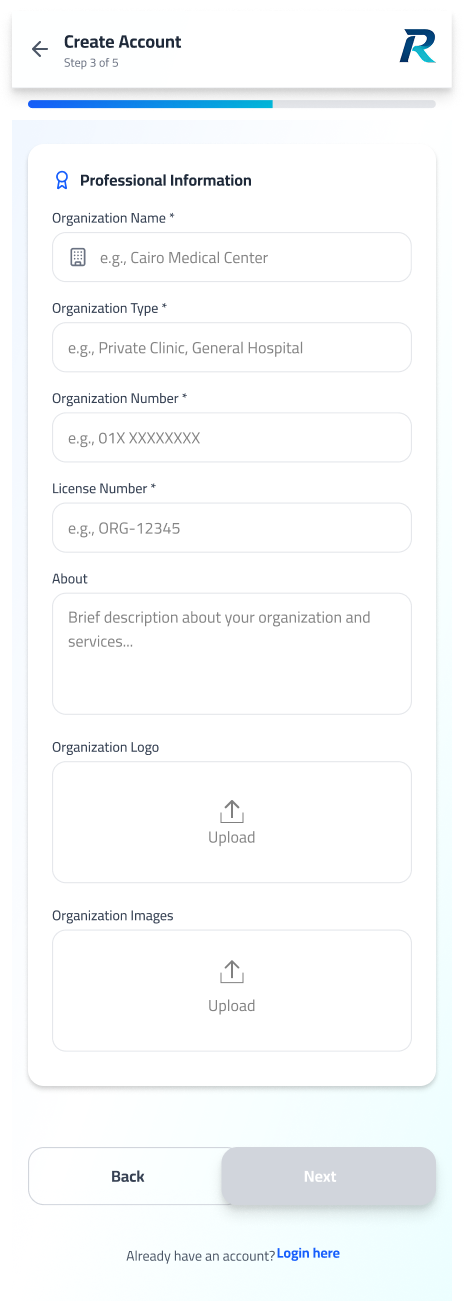 Create Account
Step 3 of 5
Professional Information
Organization Name *
e.g., Cairo Medical Center
Organization Type *
e.g., Private Clinic, General Hospital
Organization Number *
e.g., 01X XXXXXXXX
License Number *
e.g., ORG-12345
About
Brief description about your organization and
services...
Organization Logo
Upload
Organization Images
Upload
Back
Next
Already have an account? Login here